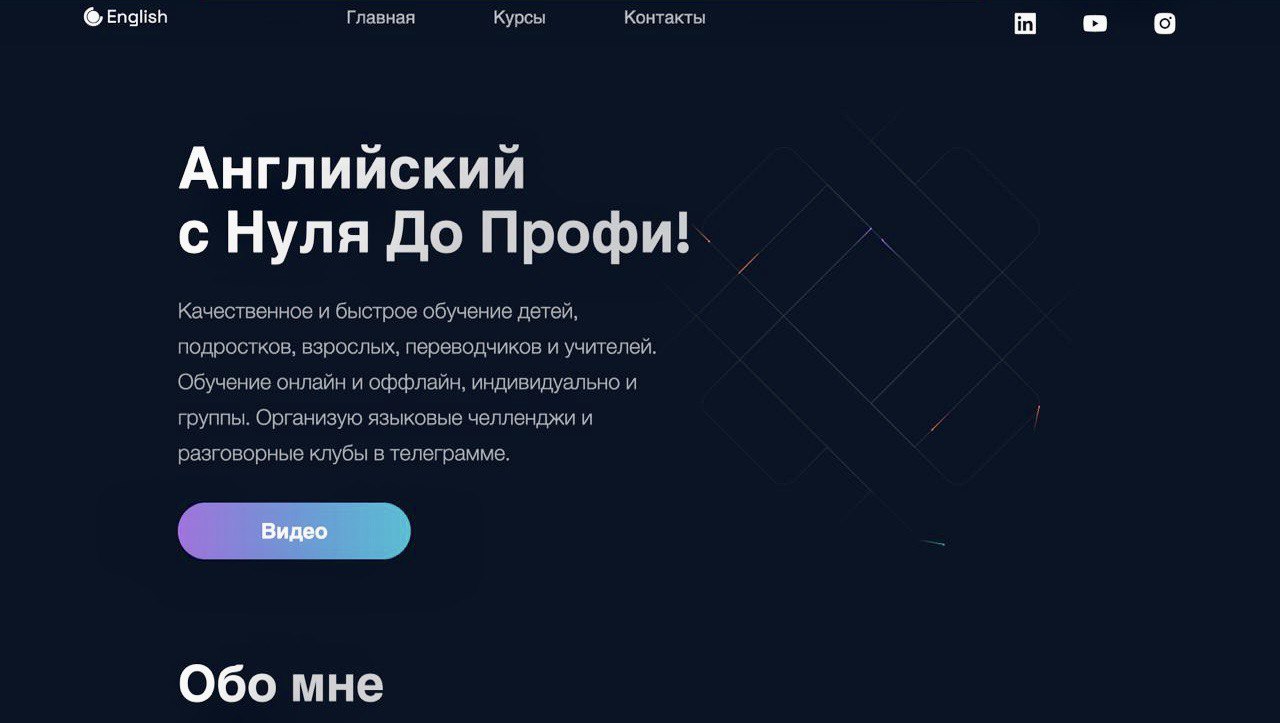 English
Главная
Курсы
Контакты
Английский
с Нуля До Профи!
Качественное и быстрое обучение детей,
подростков, взрослых, переводчиков и учителей.
Обучение онлайн и оффлайн, индивидуально и
группы. Организую языковые челленджи и
разговорные клубы в телеграмме.
Видео
Обо мне